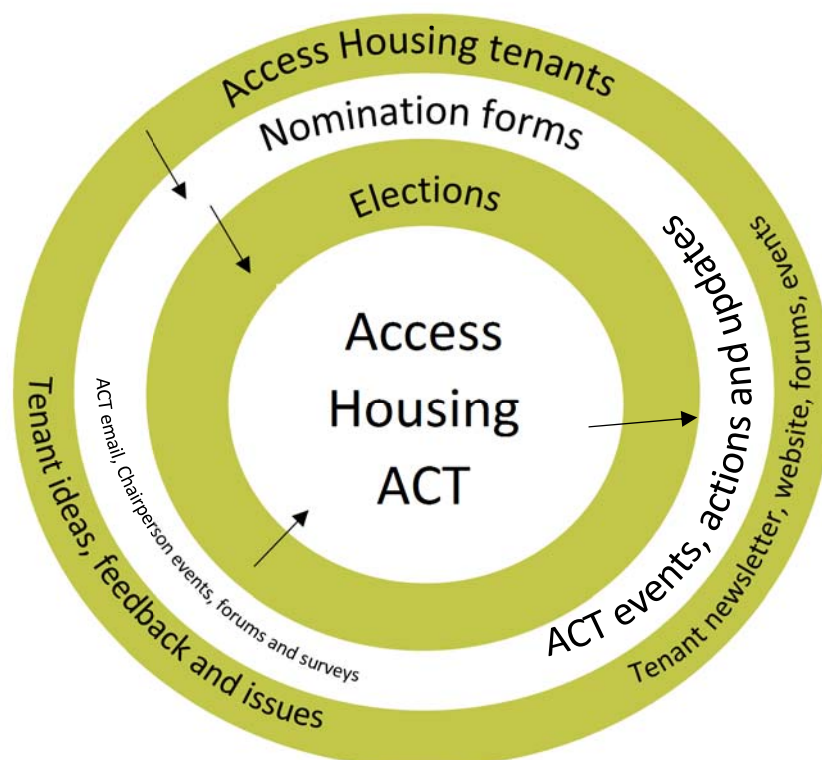 Access Housing tenants
Nomination forms
Elections
Access
Housing
ACT
Tenant ideas, feedback and issues
ACT email, Chairperson events, forums and surveys
ACT events, actions and updates
Tenant newsletter, website, forums, events